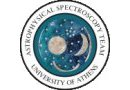 ASTROPHYSICAL SPECTROSCOPY TEAM
UNIVERSITY OF ATHENS